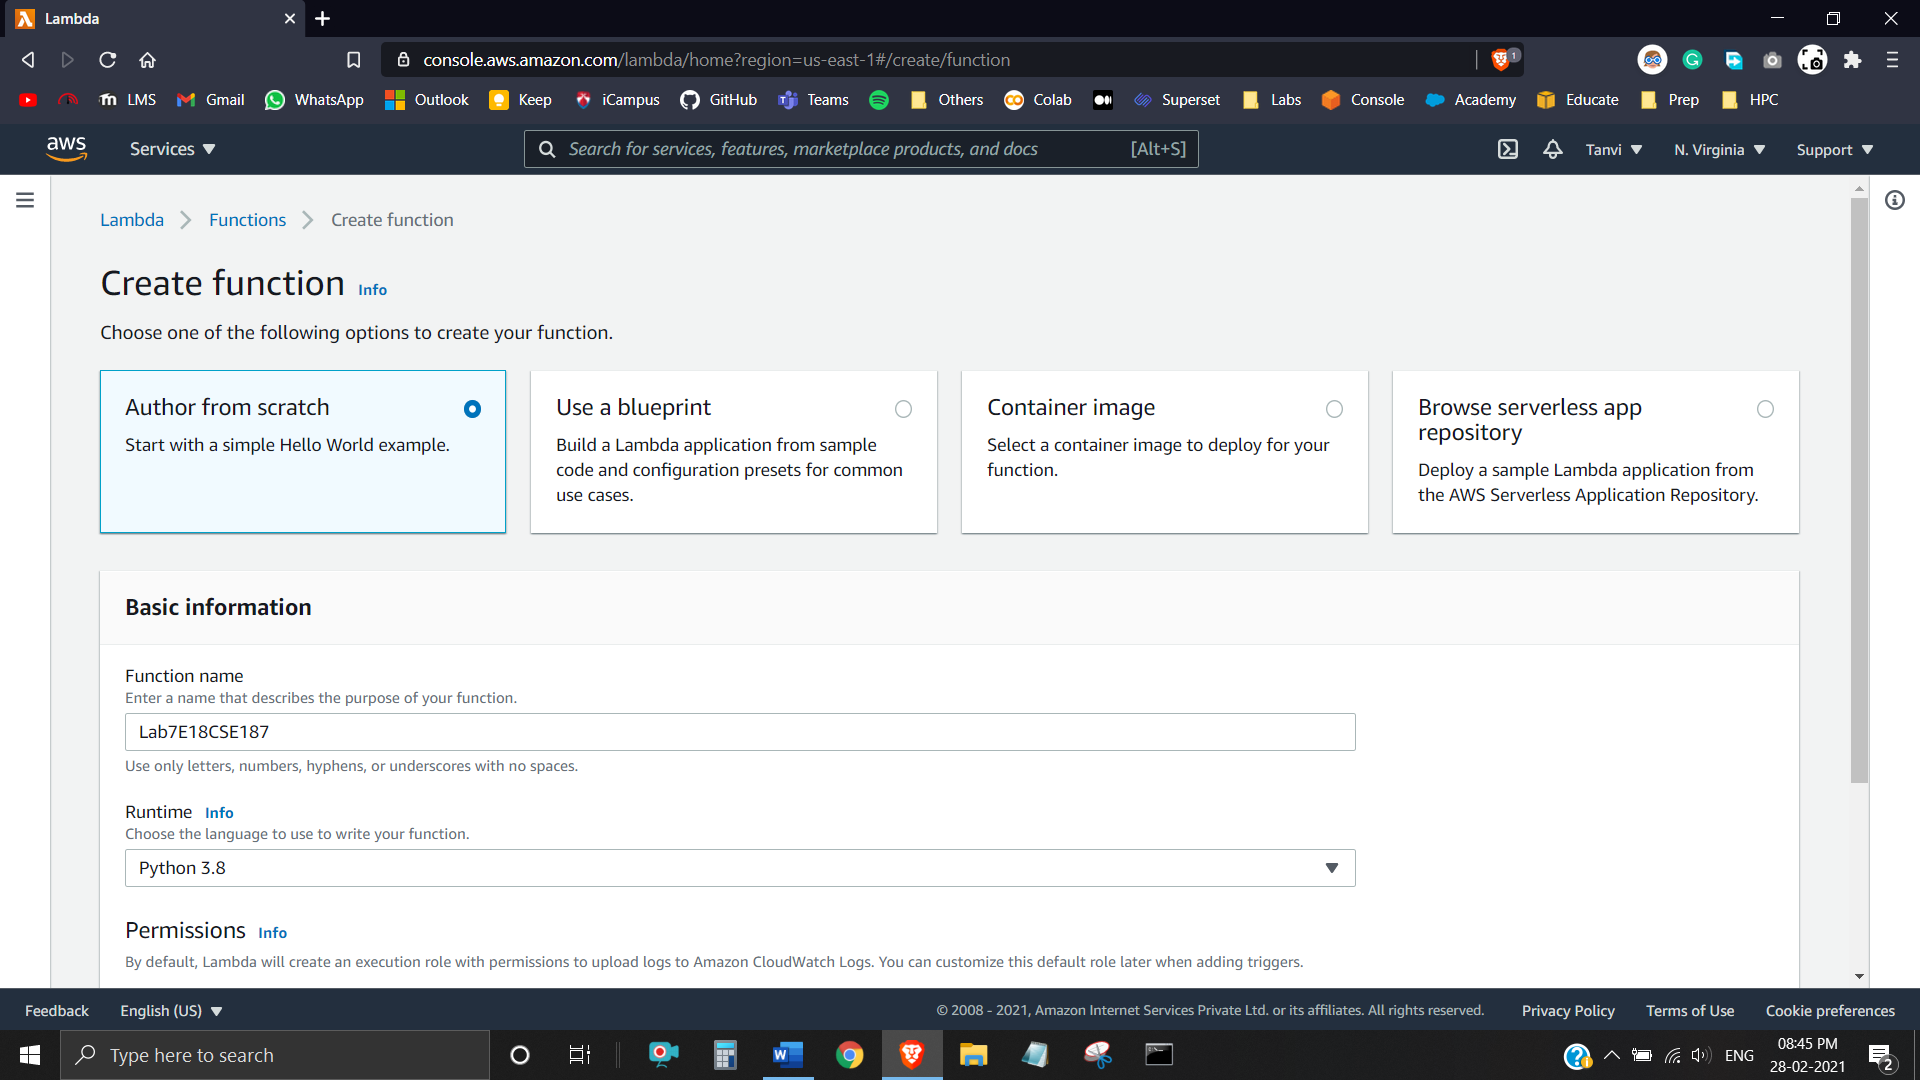 Lambda
console.aws.amazon.com/lambda/home?region=us-east-1#/create/function
1
LMS Gmail WhatsApp Outlook Keep iCampus GitHub Teams Others Colab Superset Labs Console Academy Educate Prep HPC
aws Services Search for services, features, marketplace products, and docs [Alt+S] Tanvi N. Virginia Support
Lambda Functions Create function
Create function Info
Choose one of the following options to create your function.
Author from scratch
Start with a simple Hello World example.
Use a blueprint
Build a Lambda application from sample
code and configuration presets for common
use cases.
Container image
Select a container image to deploy for your
function.
Browse serverless app
repository
Deploy a sample Lambda application from
the AWS Serverless Application Repository.
Basic information
Function name
Enter a name that describes the purpose of your function.
Lab7E18CSE187
Use only letters, numbers, hyphens, or underscores with no spaces.
Runtime Info
Choose the language to use to write your function.
Python 3.8
Permissions Info
By default, Lambda will create an execution role with permissions to upload logs to Amazon CloudWatch Logs. You can customize this default role later when adding triggers.
Feedback English (US) © 2008 - 2021, Amazon Internet Services Private Ltd. or its affiliates. All rights reserved. Privacy Policy Terms of Use Cookie preferences
Type here to search ENG 08:45 PM
28-02-2021 2